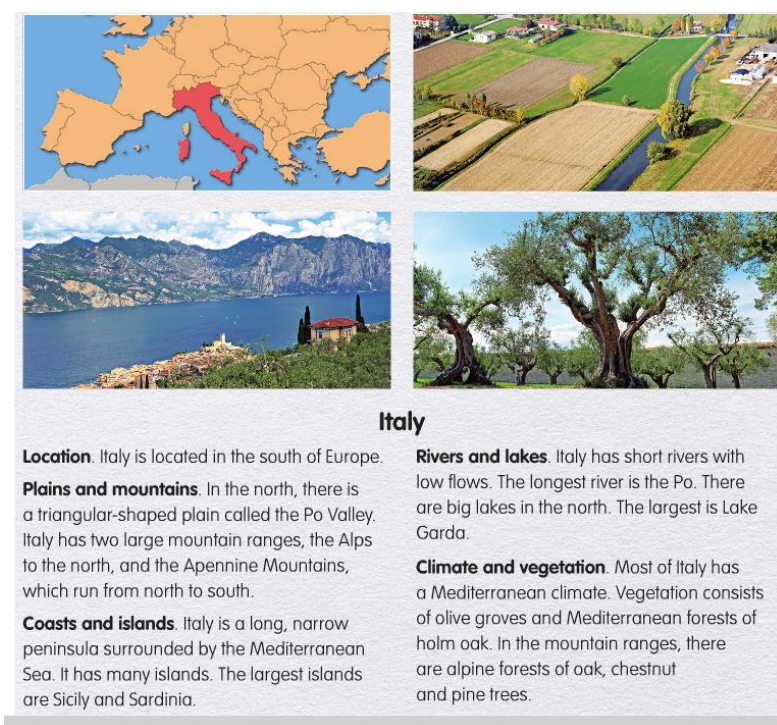 Italy
Location. Italy is located in the south of Europe.
Plains and mountains. In the north, there is
a triangular-shaped plain called the Po Valley.
Italy has two large mountain ranges, the Alps
to the north, and the Apennine Mountains,
which run from north to south.
Coasts and islands. Italy is a long, narrow
peninsula surrounded by the Mediterranean
Sea. It has many islands. The largest islands
are Sicily and Sardinia.
Rivers and lakes. Italy has short rivers with
low flows. The longest river is the Po. There
are big lakes in the north. The largest is Lake
Garda.
Climate and vegetation. Most of Italy has
a Mediterranean climate. Vegetation consists
of olive groves and Mediterranean forests of
holm oak. In the mountain ranges, there
are alpine forests of oak, chestnut
and pine trees.